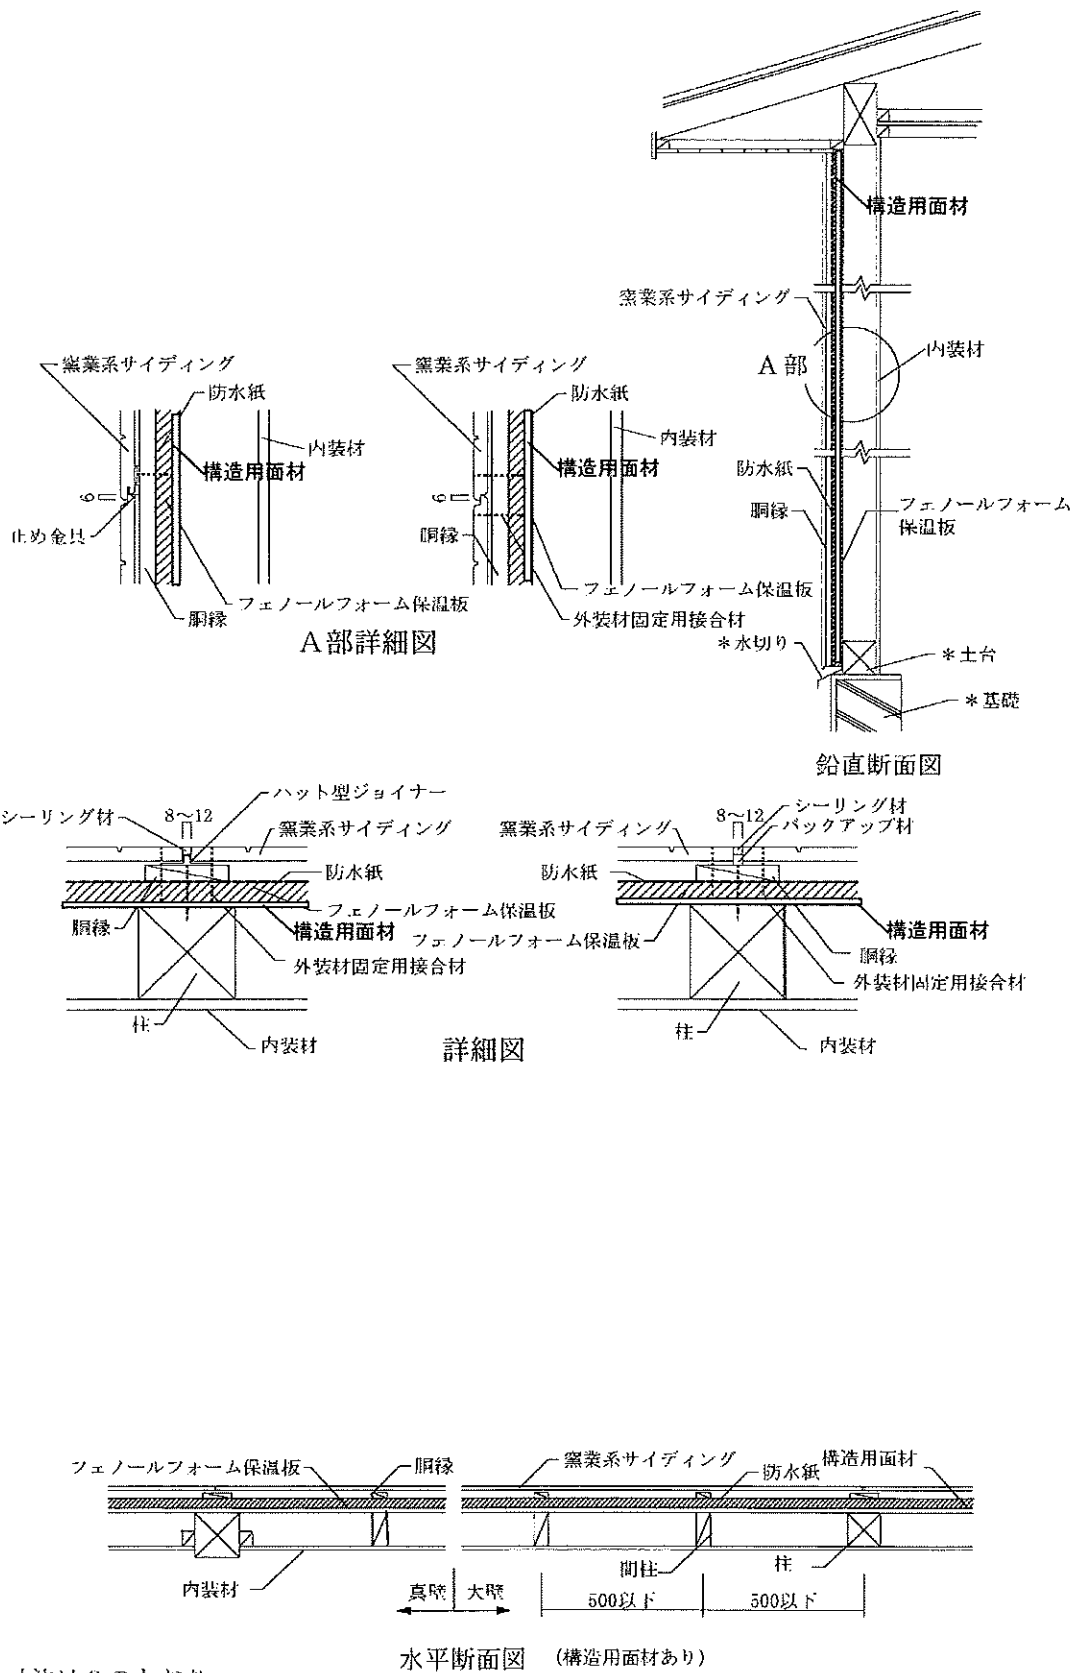 構造用面材
窯業系サイディング
A部
内装材
防水紙
胴縁
フェノールフォーム
保温板
＊水切り
＊土台
＊基礎
鉛直断面図
窯業系サイディング
防水紙
内装材
構造用面材
6
止め金具
フェノールフォーム保温板
胴縁
窯業系サイディング
防水紙
内装材
構造用面材
6
胴縁
フェノールフォーム保温板
外装材固定用接合材
A部詳細図
ハット型ジョイナー
シーリング材
8〜12
窯業系サイディング
防水紙
フェノールフォーム保温板
胴縁
構造用面材
外装材固定用接合材
柱
内装材
シーリング材
8〜12
バックアップ材
窯業系サイディング
防水紙
構造用面材
フェノールフォーム保温板
胴縁
外装材固定用接合材
柱
内装材
詳細図
フェノールフォーム保温板
胴縁
窯業系サイディング
防水紙
構造用面材
内装材
間柱
柱
真壁
大壁
500以下
500以下
水平断面図 (構造用面材あり)